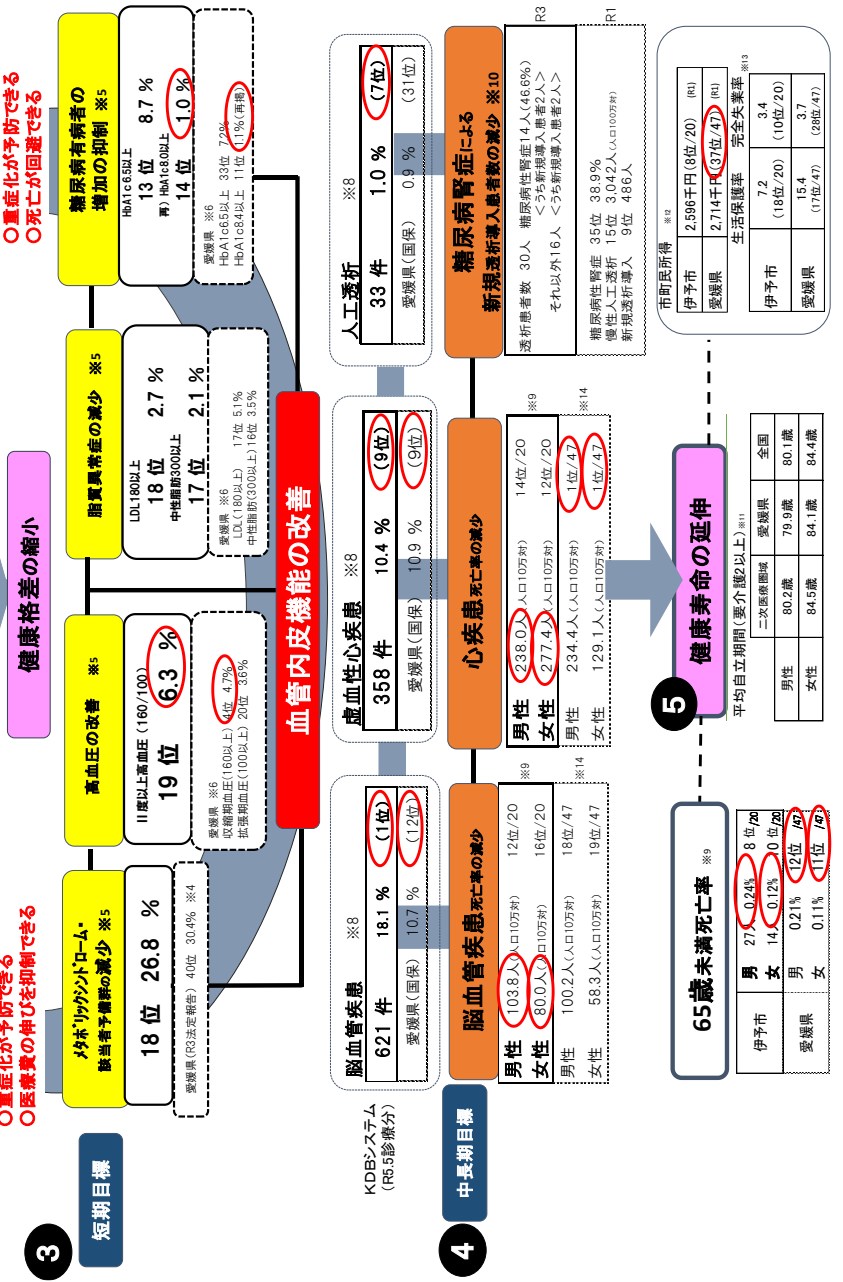 ○重症化が予防できる
○医療費の伸びを抑制できる
○重症化が予防できる
○死亡が回避できる
健康格差の縮小
3
短期目標
メタボリックシンドローム・
該当者予備群の減少 ※5
18 位 26.8 %
愛媛県(R3法定報告) 40位 30.4% ※4
高血圧の改善 ※5
Ⅱ度以上高血圧(160/100)
19 位 6.3 %
愛媛県 ※6
収縮期血圧(160以上) 4位 4.7%
拡張期血圧(100以上) 20位 3.6%
脂質異常症の減少 ※5
LDL180以上
18 位 2.7 %
中性脂肪300以上
17 位 2.1 %
愛媛県 ※6
LDL(180以上) 17位 5.1%
中性脂肪(300以上) 16位 3.5%
糖尿病有病者の
増加の抑制 ※5
HbA1c 6.5以上
13 位 8.7 %
再)HbA1c8.0以上
14 位 1.0 %
愛媛県 ※6
HbA1c6.5以上 33位 7.2%
HbA1c8.4以上 11位 1.1%(再掲)
血管内皮機能の改善
KDBシステム
(R5.5診療分)
脳血管疾患 ※8
621 件 18.1 % (1位)
愛媛県(国保) 10.7 % (12位)
虚血性心疾患 ※8
358 件 10.4 % (9位)
愛媛県(国保) 10.9 % (9位)
人工透析 ※8
33 件 1.0 % (7位)
愛媛県(国保) 0.9 % (31位)
4
中長期目標
脳血管疾患死亡率の減少
男性 103.8人(人口10万対) 12位/20 ※9
女性 80.0人(人口10万対) 16位/20
男性 100.2人(人口10万対) 18位/47 ※14
女性 58.3人(人口10万対) 19位/47
心疾患死亡率の減少
男性 238.0人(人口10万対) 14位/20 ※9
女性 277.4人(人口10万対) 12位/20
男性 234.4人(人口10万対) 1位/47 ※14
女性 129.1人(人口10万対) 1位/47
糖尿病腎症による
新規透析導入患者数の減少 ※10
透析患者数 30人 糖尿病性腎症14人(46.6%) R3
<うち新規導入患者2人>
それ以外16人 <うち新規導入患者2人>
糖尿病性腎症 35位 38.9% R1
慢性人工透析 15位 3,042人(人口100万対)
新規透析導入 9位 486人
65歳未満死亡率 ※9
伊予市 男 27人 0.24% 8 位/20
女 14人 0.12% 10 位/20
愛媛県 男 0.21% 12位 /47
女 0.11% 11位 /47
5
健康寿命の延伸
平均自立期間(要介護2以上) ※11
二次医療圏域 愛媛県 全国
男性 80.2歳 79.9歳 80.1歳
女性 84.5歳 84.1歳 84.4歳
市町民所得 ※12
伊予市 2,596千円(8位/20) (R1)
愛媛県 2,714千円(37位/47) (R1)
生活保護率 完全失業率 ※13
伊予市 7.2 3.4
(18位/20) (10位/20)
愛媛県 15.4 3.7
(17位/47) (28位/47)